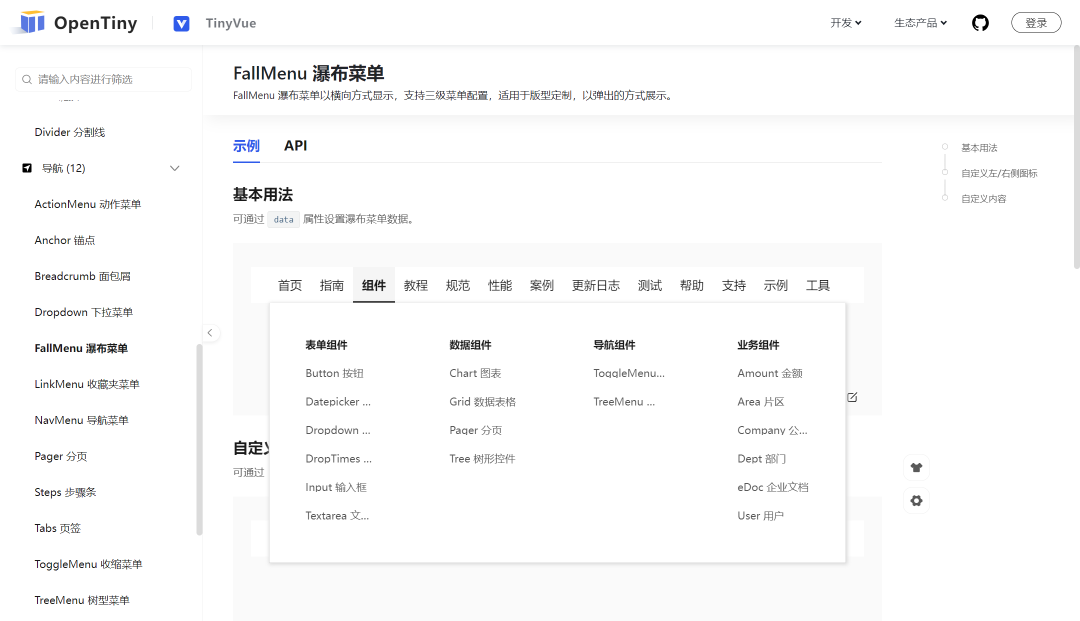 OpenTiny
TinyVue
开发
生态产品
登录
请输入内容进行筛选
Divider 分割线
导航 (12)
ActionMenu 动作菜单
Anchor 锚点
Breadcrumb 面包屑
Dropdown 下拉菜单
FallMenu 瀑布菜单
LinkMenu 收藏夹菜单
NavMenu 导航菜单
Pager 分页
Steps 步骤条
Tabs 页签
ToggleMenu 收缩菜单
TreeMenu 树型菜单
FallMenu 瀑布菜单
FallMenu 瀑布菜单以横向方式显示，支持三级菜单配置，适用于版型定制，以弹出的方式展示。
示例 API
基本用法
可通过 data 属性设置瀑布菜单数据。
首页 指南 组件 教程 规范 性能 案例 更新日志 测试 帮助 支持 示例 工具
表单组件
Button 按钮
Datepicker ...
Dropdown ...
DropTimes ...
Input 输入框
Textarea 文...
数据组件
Chart 图表
Grid 数据表格
Pager 分页
Tree 树形控件
导航组件
ToggleMenu...
TreeMenu ...
业务组件
Amount 金额
Area 片区
Company 公...
Dept 部门
eDoc 企业文档
User 用户
自定义
可通过
基本用法
自定义左/右侧图标
自定义内容